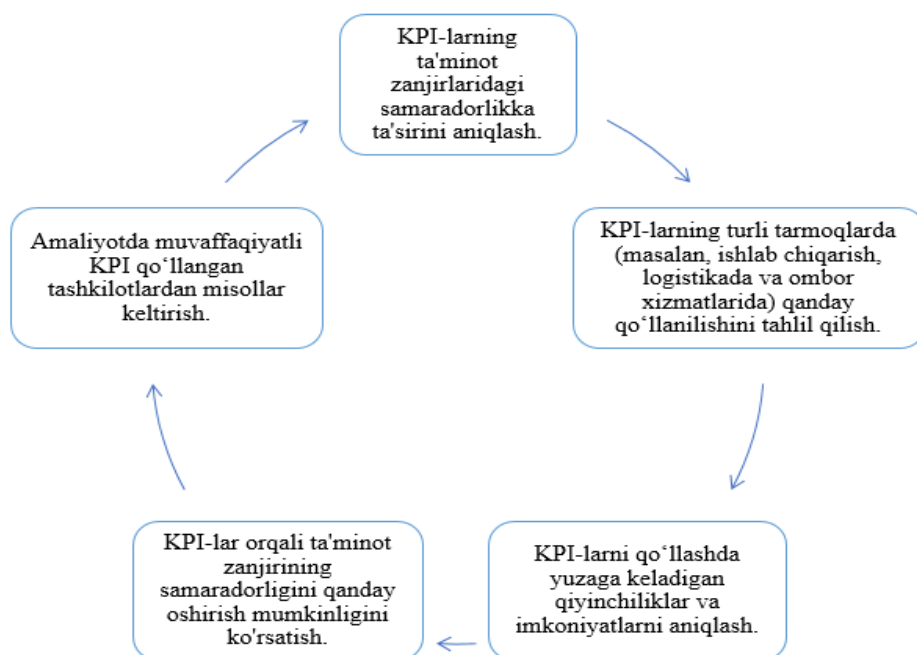 KPI-larning
ta'minot
zanjirlaridagi
samaradorlikka
ta'sirini aniqlash.
KPI-larning turli tarmoqlarda
(masalan, ishlab chiqarish,
logistikada va ombor
xizmatlarida) qanday
qo‘llanilishini tahlil qilish.
KPI-larni qo‘llashda
yuzaga keladigan
qiyinchiliklar va
imkoniyatlarni aniqlash.
KPI-lar orqali ta'minot
zanjirining
samaradorligini qanday
oshirish mumkinligini
ko'rsatish.
Amaliyotda muvaffaqiyatli
KPI qo‘llangan
tashkilotlardan misollar
keltirish.